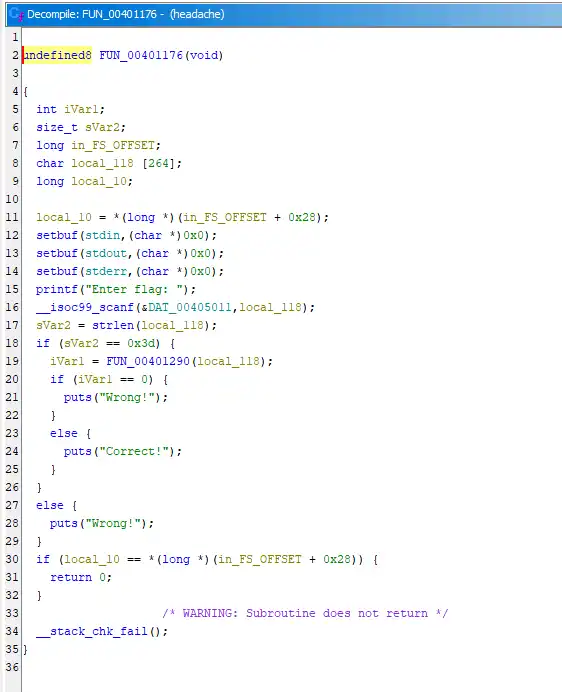 Decompile: FUN_00401176 - (headache)
1
2 undefined8 FUN_00401176(void)
3
4 {
5 int iVar1;
6 size_t sVar2;
7 long in_FS_OFFSET;
8 char local_118 [264];
9 long local_10;
10
11 local_10 = *(long *)(in_FS_OFFSET + 0x28);
12 setbuf(stdin,(char *)0x0);
13 setbuf(stdout,(char *)0x0);
14 setbuf(stderr,(char *)0x0);
15 printf("Enter flag: ");
16 __isoc99_scanf(&DAT_00405011,local_118);
17 sVar2 = strlen(local_118);
18 if (sVar2 == 0x3d) {
19 iVar1 = FUN_00401290(local_118);
20 if (iVar1 == 0) {
21 puts("Wrong!");
22 }
23 else {
24 puts("Correct!");
25 }
26 }
27 else {
28 puts("Wrong!");
29 }
30 if (local_10 == *(long *)(in_FS_OFFSET + 0x28)) {
31 return 0;
32 }
33 /* WARNING: Subroutine does not return */
34 __stack_chk_fail();
35 }
36